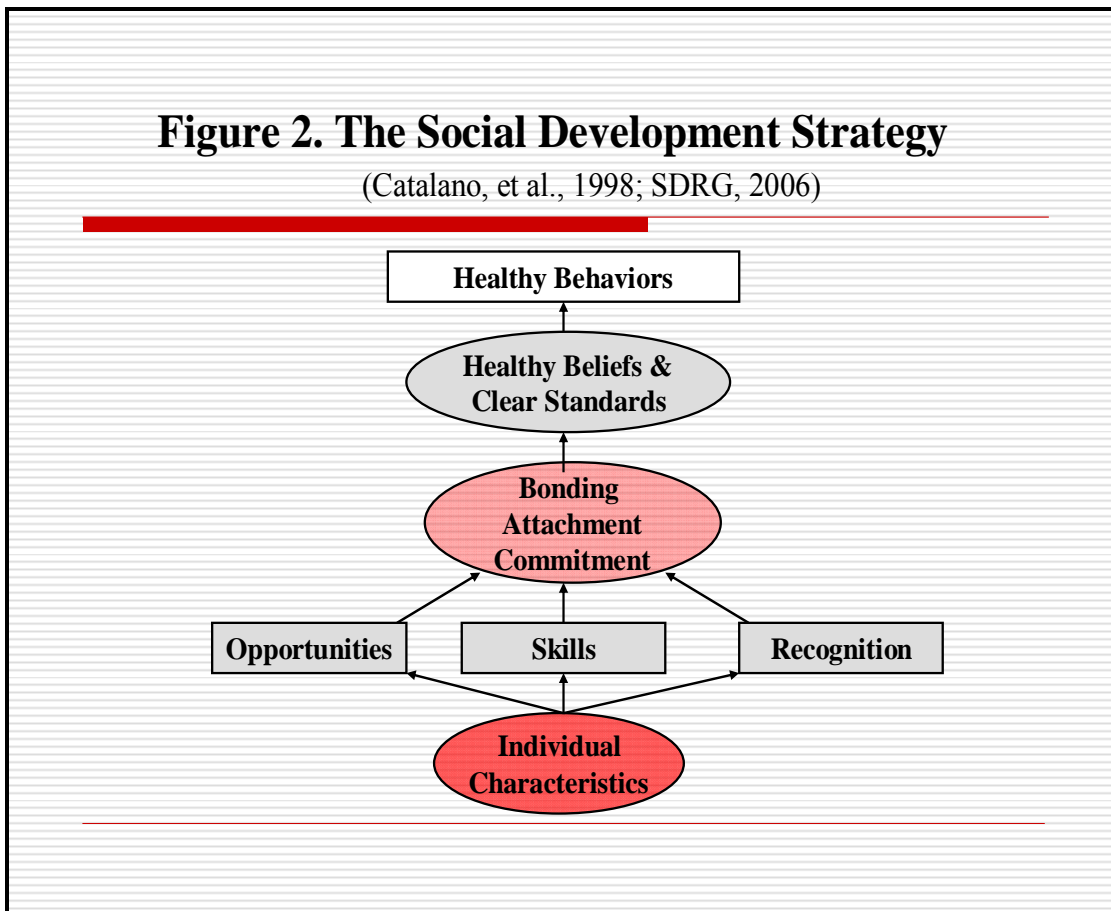 Figure 2. The Social Development Strategy
(Catalano, et al., 1998; SDRG, 2006)
Healthy Behaviors
Healthy Beliefs &
Clear Standards
Bonding
Attachment
Commitment
Opportunities
Skills
Recognition
Individual
Characteristics